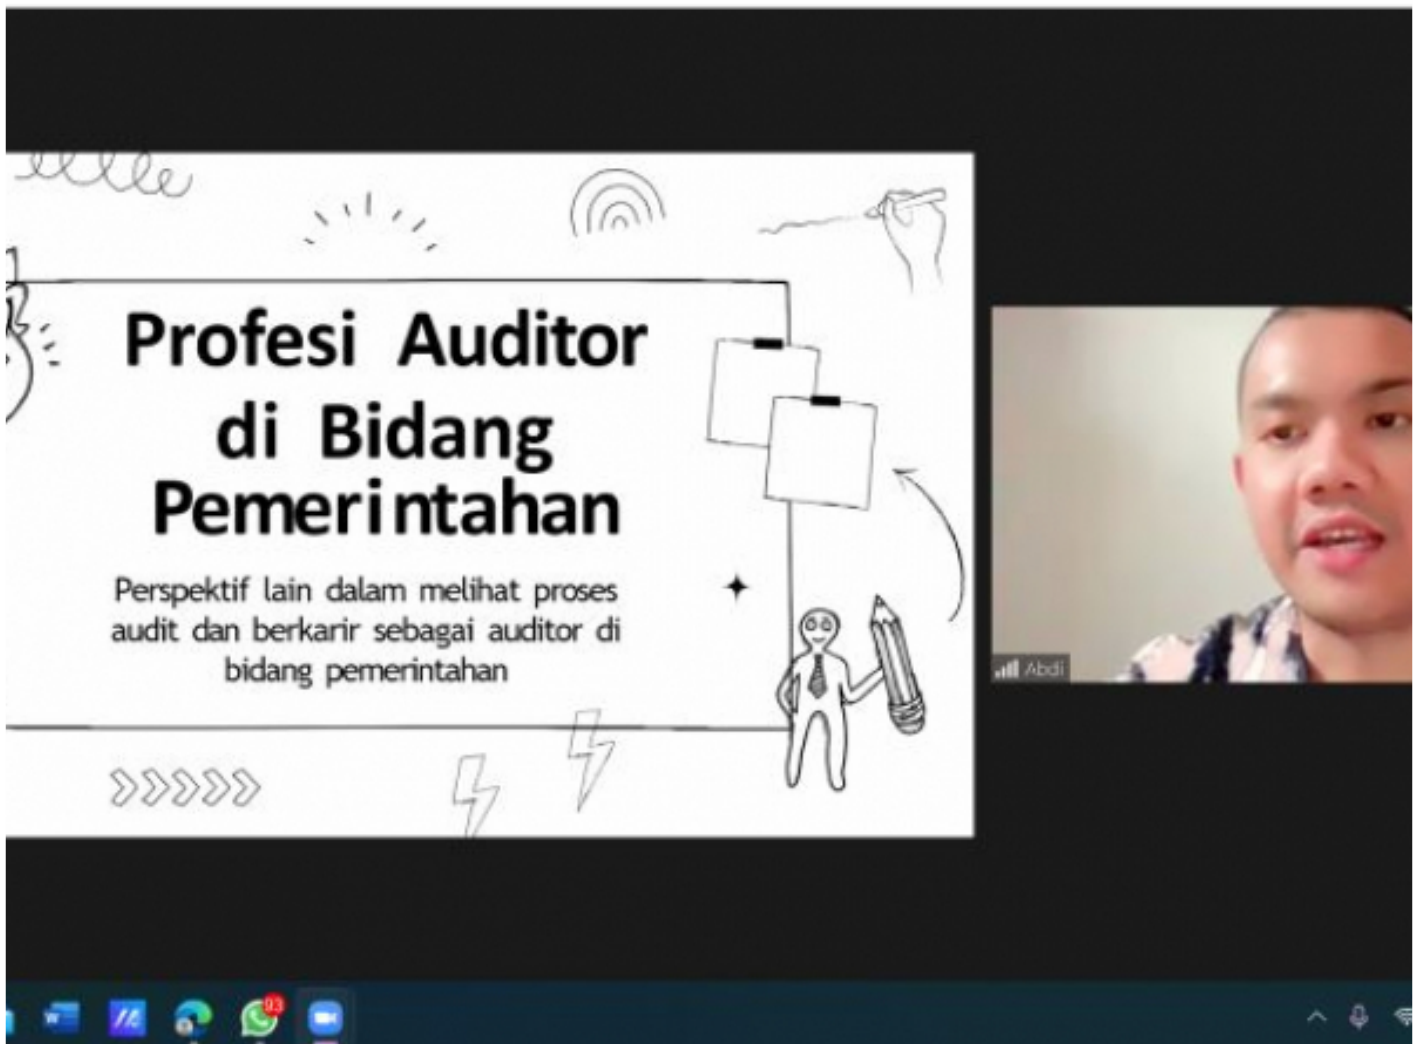 Profesi Auditor
di Bidang
Pemerintahan
Perspektif lain dalam melihat proses
audit dan berkarir sebagai auditor di
bidang pemerintahan
Abdi
W
93